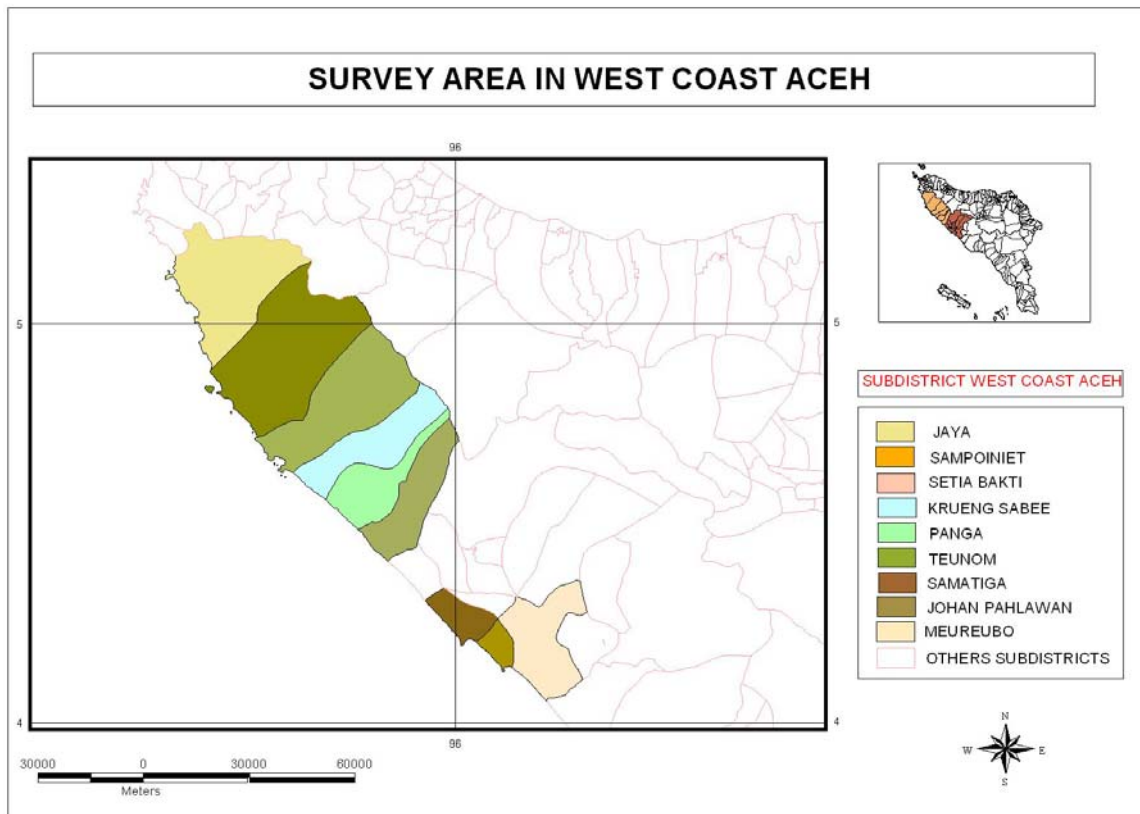 SURVEY AREA IN WEST COAST ACEH
96
5
5
4
4
96
SUBDISTRICT WEST COAST ACEH
JAYA
SAMPOINIET
SETIA BAKTI
KRUENG SABEE
PANGA
TEUNOM
SAMATIGA
JOHAN PAHLAWAN
MEUREUBO
OTHERS SUBDISTRICTS
30000 0 30000 60000
Meters
N
W E
S